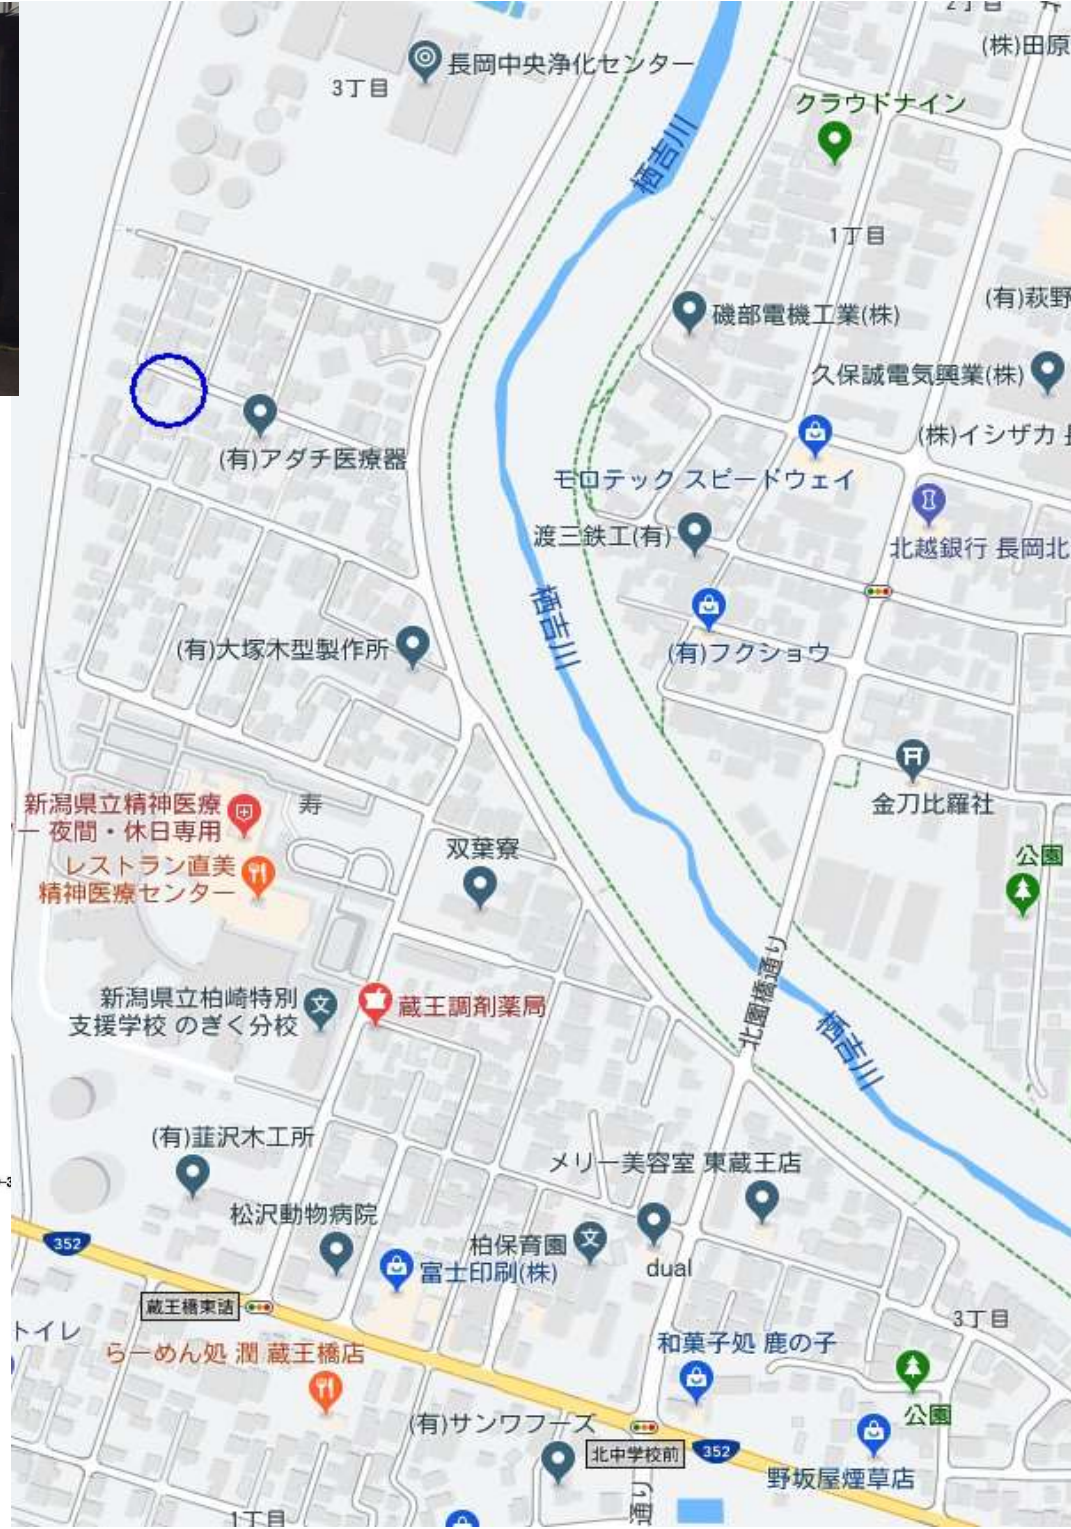 2丁目
(株)田原
長岡中央浄化センター
3丁目
クラウドナイン
栖吉川
1丁目
(有)萩野
磯部電機工業(株)
久保誠電気興業(株)
(株)イシザカ
(有)アダチ医療器
モロテック スピードウェイ
渡三鉄工(有)
北越銀行 長岡北
栖吉川
(有)大塚木型製作所
(有)フクショウ
金刀比羅社
新潟県立精神医療
ー 夜間・休日専用
寿
双葉寮
公園
レストラン直美
精神医療センター
北園橋通り
新潟県立柏崎特別
支援学校 のぎく分校
蔵王調剤薬局
栖吉川
(有)韮沢木工所
メリー美容室 東蔵王店
松沢動物病院
柏保育園
352
富士印刷(株)
dual
蔵王橋東詰
3丁目
トイレ
らーめん処 潤 蔵王橋店
和菓子処 鹿の子
(有)サンワフーズ
公園
北中学校前
352
野坂屋煙草店
通り
1丁目